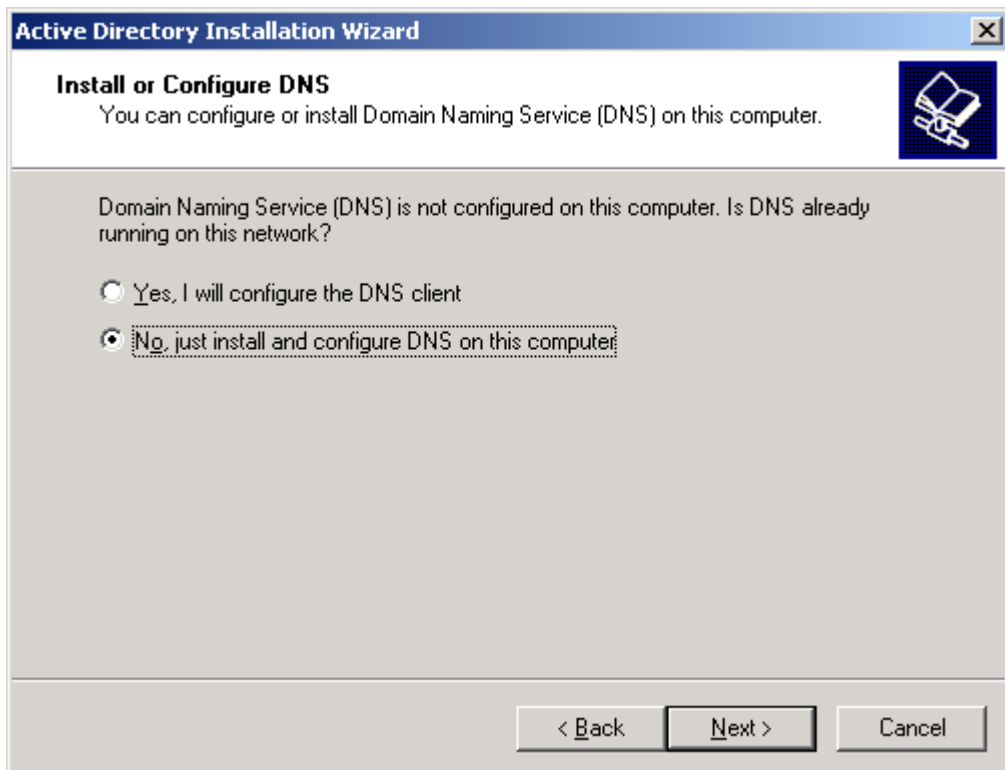 Active Directory Installation Wizard
Install or Configure DNS
You can configure or install Domain Naming Service (DNS) on this computer.
Domain Naming Service (DNS) is not configured on this computer. Is DNS already
running on this network?
Yes, I will configure the DNS client
No, just install and configure DNS on this computer
< Back
Next >
Cancel